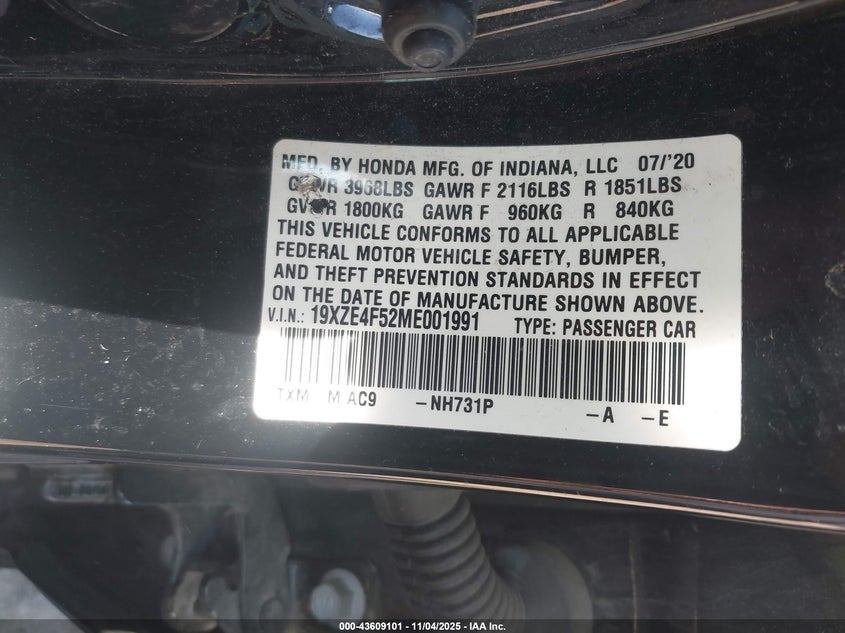 MFD. BY HONDA MFG. OF INDIANA, LLC 07/'20
GVWR 3968LBS GAWR F 2116LBS R 1851LBS
GVWR 1800KG GAWR F 960KG R 840KG
THIS VEHICLE CONFORMS TO ALL APPLICABLE
FEDERAL MOTOR VEHICLE SAFETY, BUMPER,
AND THEFT PREVENTION STANDARDS IN EFFECT
ON THE DATE OF MANUFACTURE SHOWN ABOVE.
V.I.N.: 19XZE4F52ME001991 TYPE: PASSENGER CAR
TXM M AC9 -NH731P -A -E
000-43609101 - 11/04/2025 - IAA Inc.